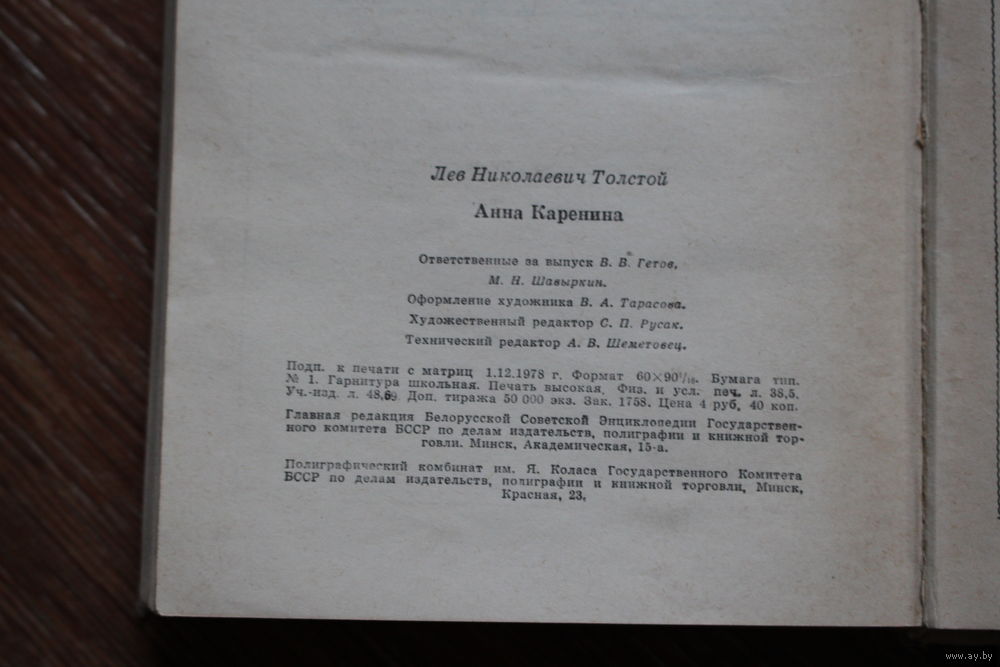 Лев Николаевич Толстой
Анна Каренина
Ответственные за выпуск В. В. Гетов,
М. Н. Шавыркин.
Оформление художника В. А. Тарасова.
Художественный редактор С. П. Русак.
Технический редактор А. В. Шеметовец.
Подп. к печати с матриц 1.12.1978 г. Формат 60×90¹/₁₆. Бумага тип.
№ 1. Гарнитура школьная. Печать высокая. Физ. и усл. печ. л. 38,5.
Уч.-изд. л. 48,69 Доп. тиража 50 000 экз. Зак. 1758. Цена 4 руб. 40 коп.
Главная редакция Белорусской Советской Энциклопедии Государствен-
ного комитета БССР по делам издательств, полиграфии и книжной тор-
говли. Минск, Академическая, 15-а.
Полиграфический комбинат им. Я. Коласа Государственного Комитета
БССР по делам издательств, полиграфии и книжной торговли, Минск,
Красная, 23.
www.ay.by